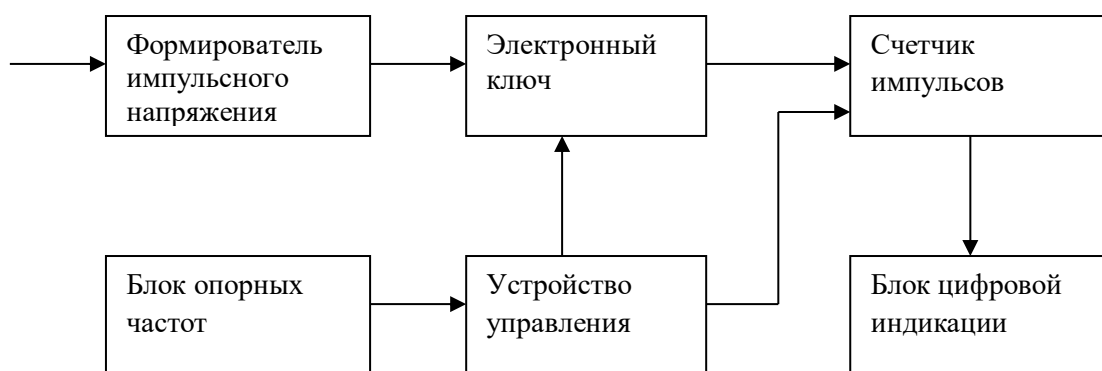 Формирователь
импульсного
напряжения
Электронный
ключ
Счетчик
импульсов
Блок опорных
частот
Устройство
управления
Блок цифровой
индикации